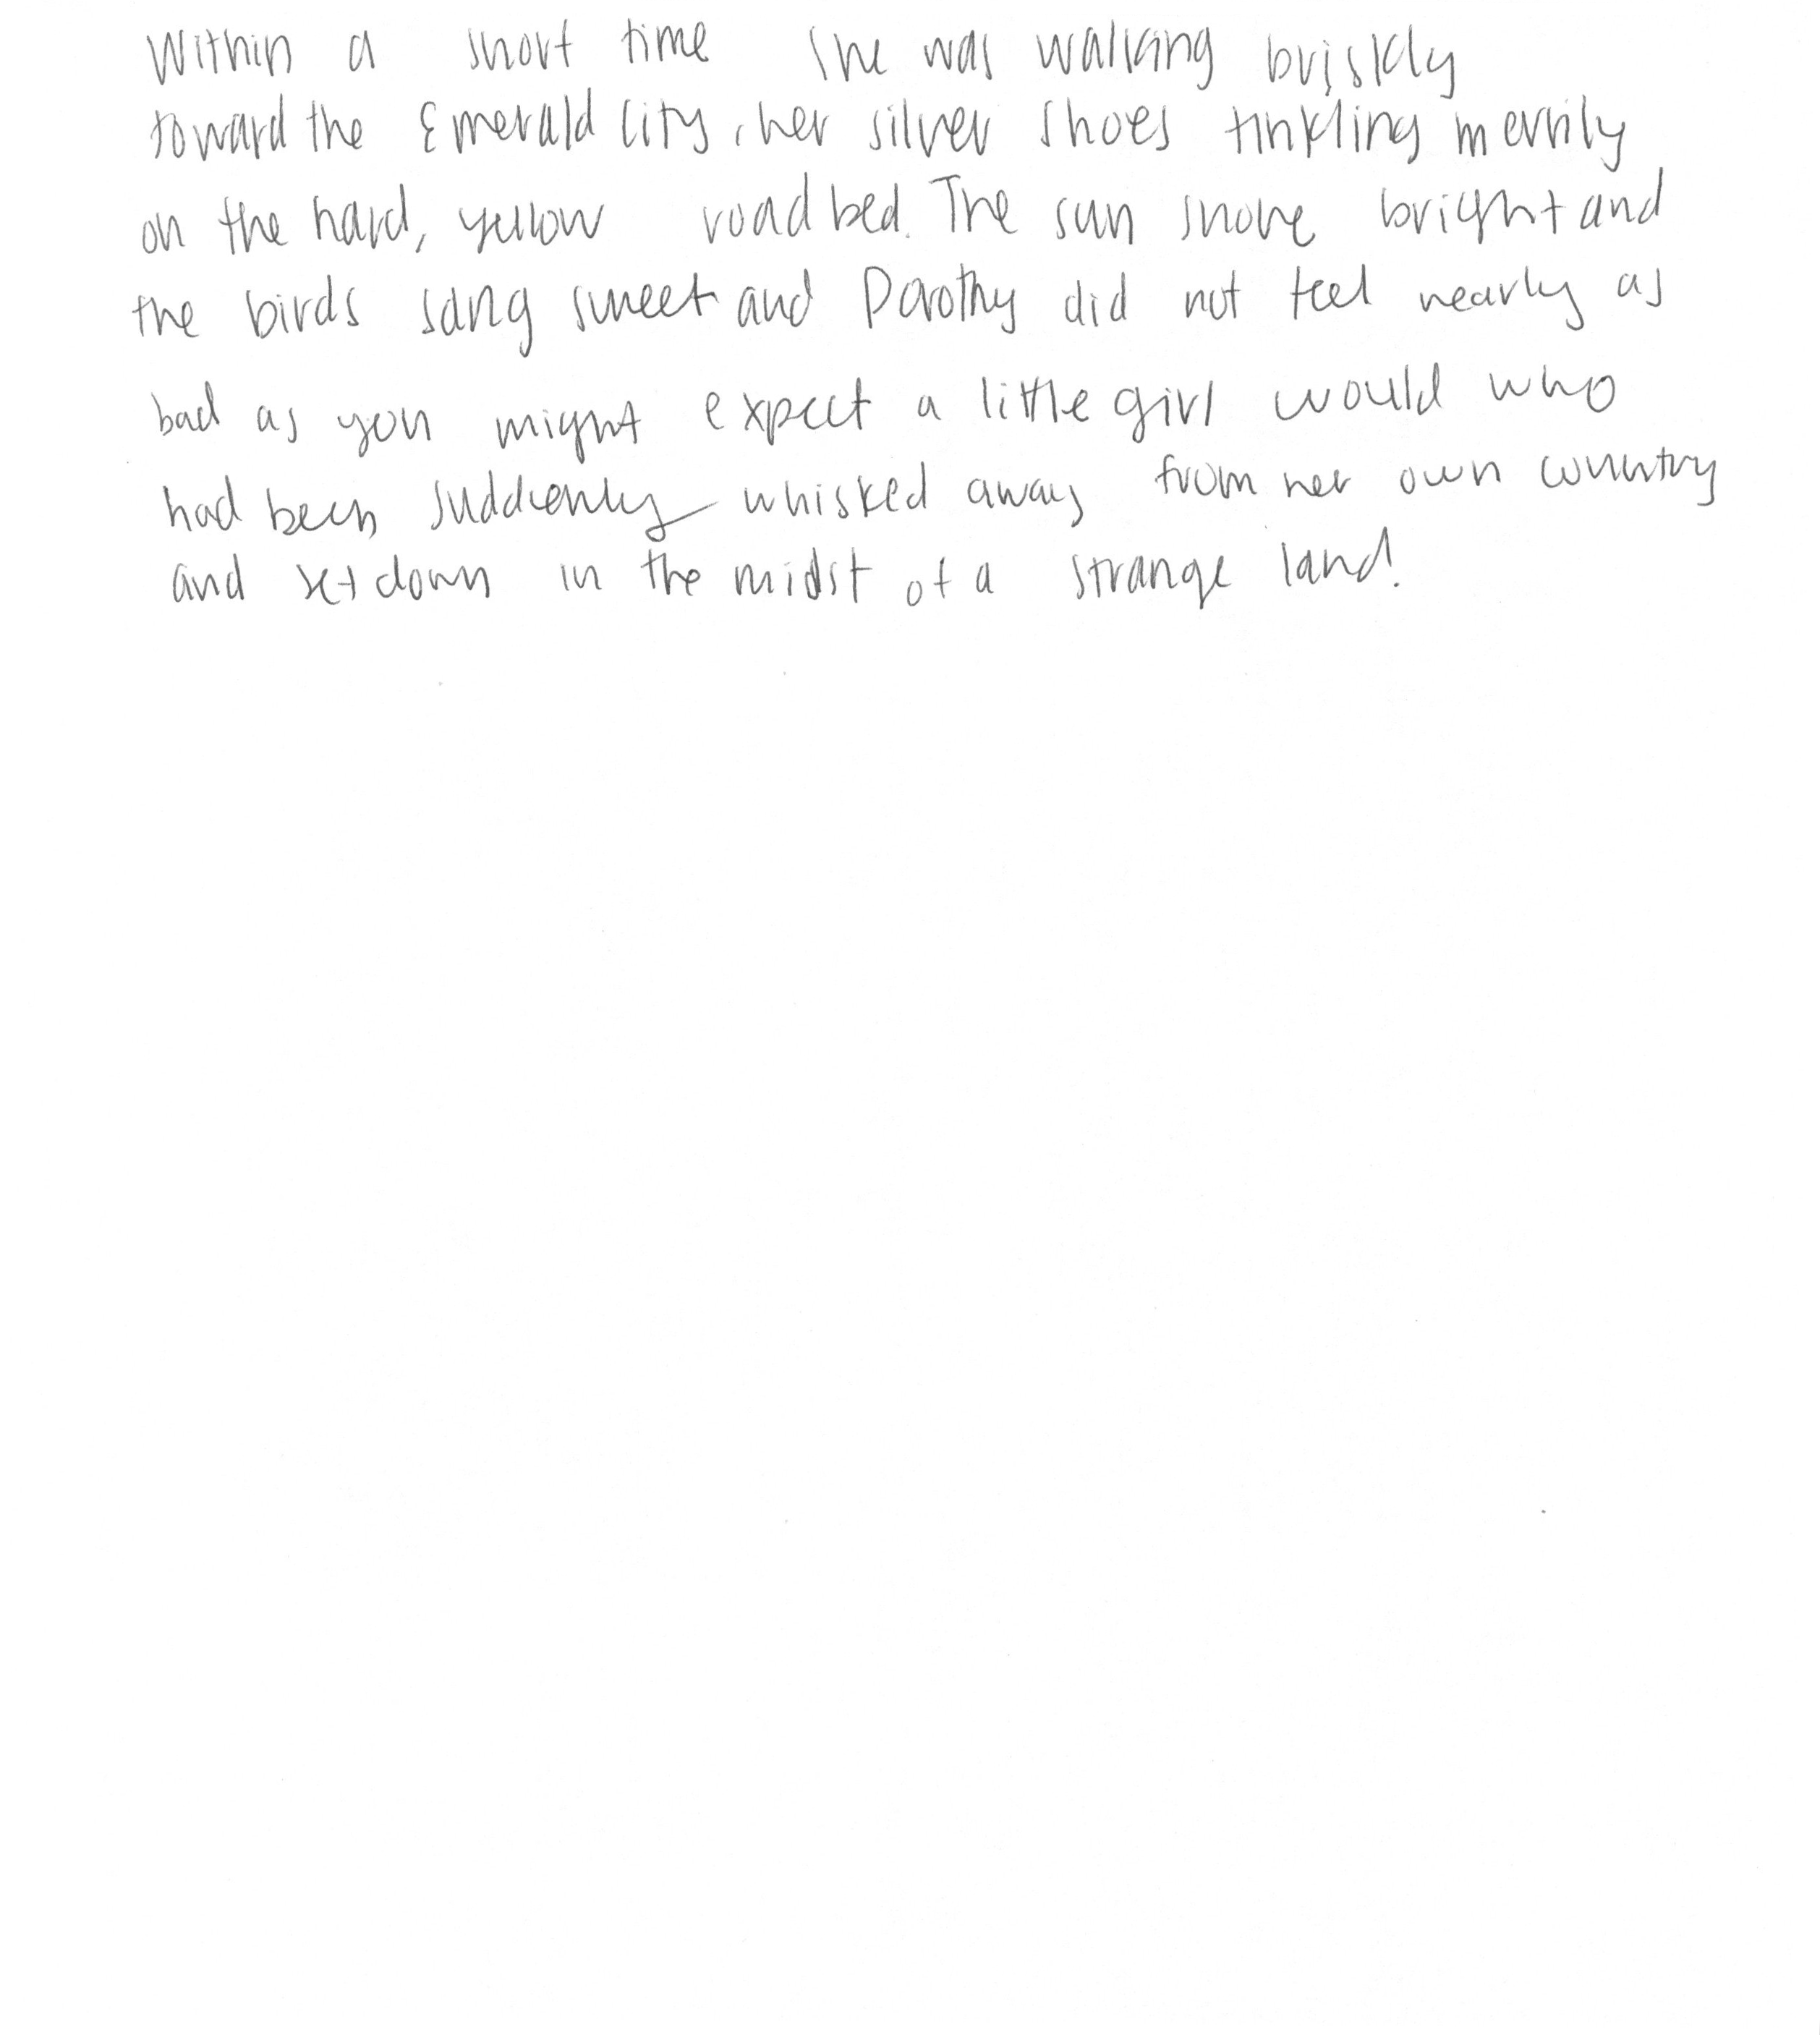 Within a short time she was walking briskly
toward the Emerald City, her silver shoes tinkling merrily
on the hard, yellow roadbed. The sun shone bright and
the birds sang sweet and Dorothy did not feel nearly as
bad as you might expect a little girl would who
had been suddenly whisked away from her own country
and set down in the midst of a strange land.